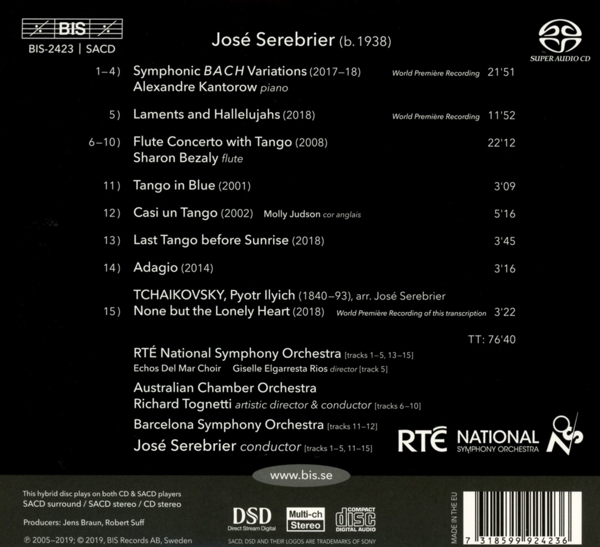 BIS
BIS-2423 | SACD
José Serebrier (b.1938)
SUPER AUDIO CD
1–4) Symphonic BACH Variations (2017–18) World Première Recording 21'51
Alexandre Kantorow piano
5) Laments and Hallelujahs (2018) World Première Recording 11'52
6–10) Flute Concerto with Tango (2008) 22'12
Sharon Bezaly flute
11) Tango in Blue (2001) 3'09
12) Casi un Tango (2002) Molly Judson cor anglais 5'16
13) Last Tango before Sunrise (2018) 3'45
14) Adagio (2014) 3'16
TCHAIKOVSKY, Pyotr Ilyich (1840–93), arr. José Serebrier
15) None but the Lonely Heart (2018) World Première Recording of this transcription 3'22
TT: 76'40
RTÉ National Symphony Orchestra [tracks 1–5, 13–15]
Echos Del Mar Choir Giselle Elgarresta Rios director [track 5]
Australian Chamber Orchestra
Richard Tognetti artistic director & conductor [tracks 6–10]
Barcelona Symphony Orchestra [tracks 11–12]
José Serebrier conductor [tracks 1–5, 11–15]
RTÉ NATIONAL
SYMPHONY ORCHESTRA
www.bis.se
This hybrid disc plays on both CD & SACD players
SACD surround / SACD stereo / CD stereo
Producers: Jens Braun, Robert Suff
℗ 2005–2019; © 2019, BIS Records AB, Sweden
DSD
Direct Stream Digital
Multi-ch
Stereo
COMPACT
disc
DIGITAL AUDIO
SACD, DSD AND THEIR LOGOS ARE TRADEMARKS OF SONY
MADE IN THE EU
7 318599 924236